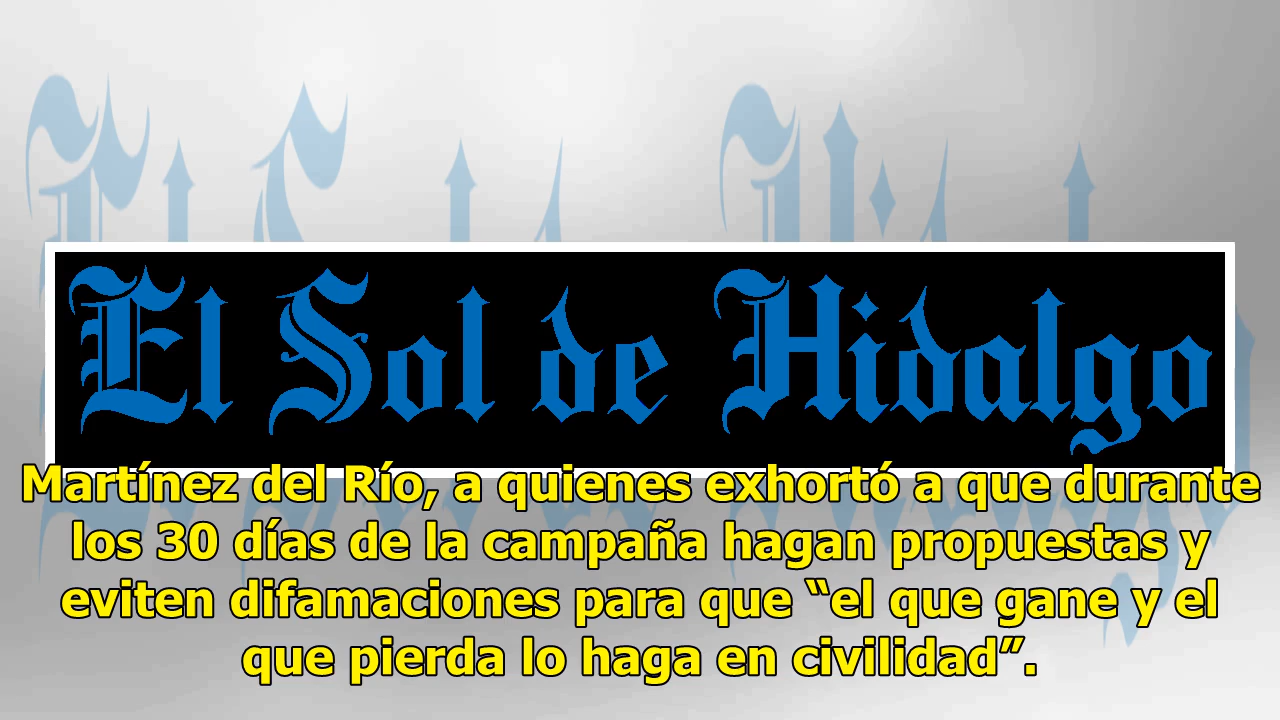 El Sol de Hidalgo
Martínez del Río, a quienes exhortó a que durante
los 30 días de la campaña hagan propuestas y
eviten difamaciones para que “el que gane y el
que pierda lo haga en civilidad”.